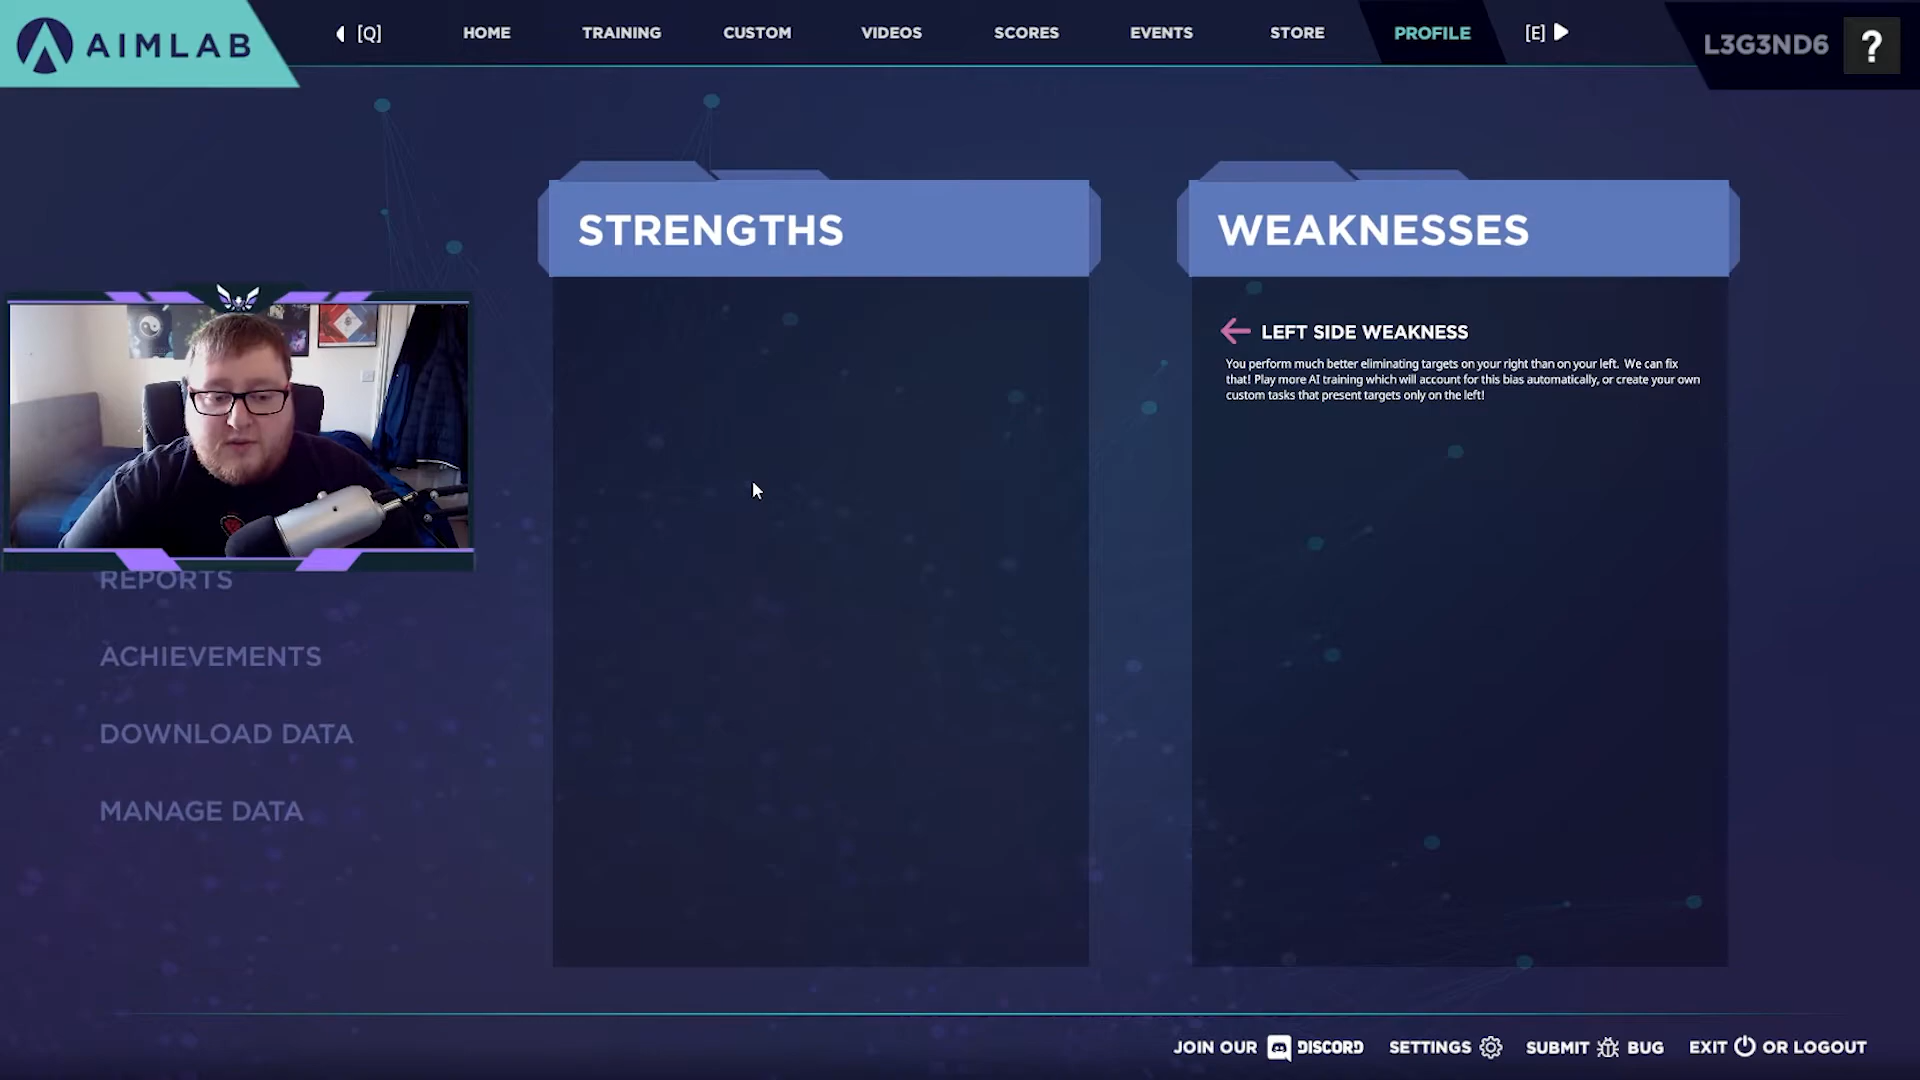 AIMLAB
[Q]
HOME
TRAINING
CUSTOM
VIDEOS
SCORES
EVENTS
STORE
PROFILE
[E]
L3G3ND6
?
STRENGTHS
WEAKNESSES
LEFT SIDE WEAKNESS
You perform much better eliminating targets on your right than on your left. We can fix
that! Play more AI training which will account for this bias automatically, or create your own
custom tasks that present targets only on the left!
REPORTS
ACHIEVEMENTS
DOWNLOAD DATA
MANAGE DATA
JOIN OUR DISCORD
SETTINGS
SUBMIT BUG
EXIT OR LOGOUT